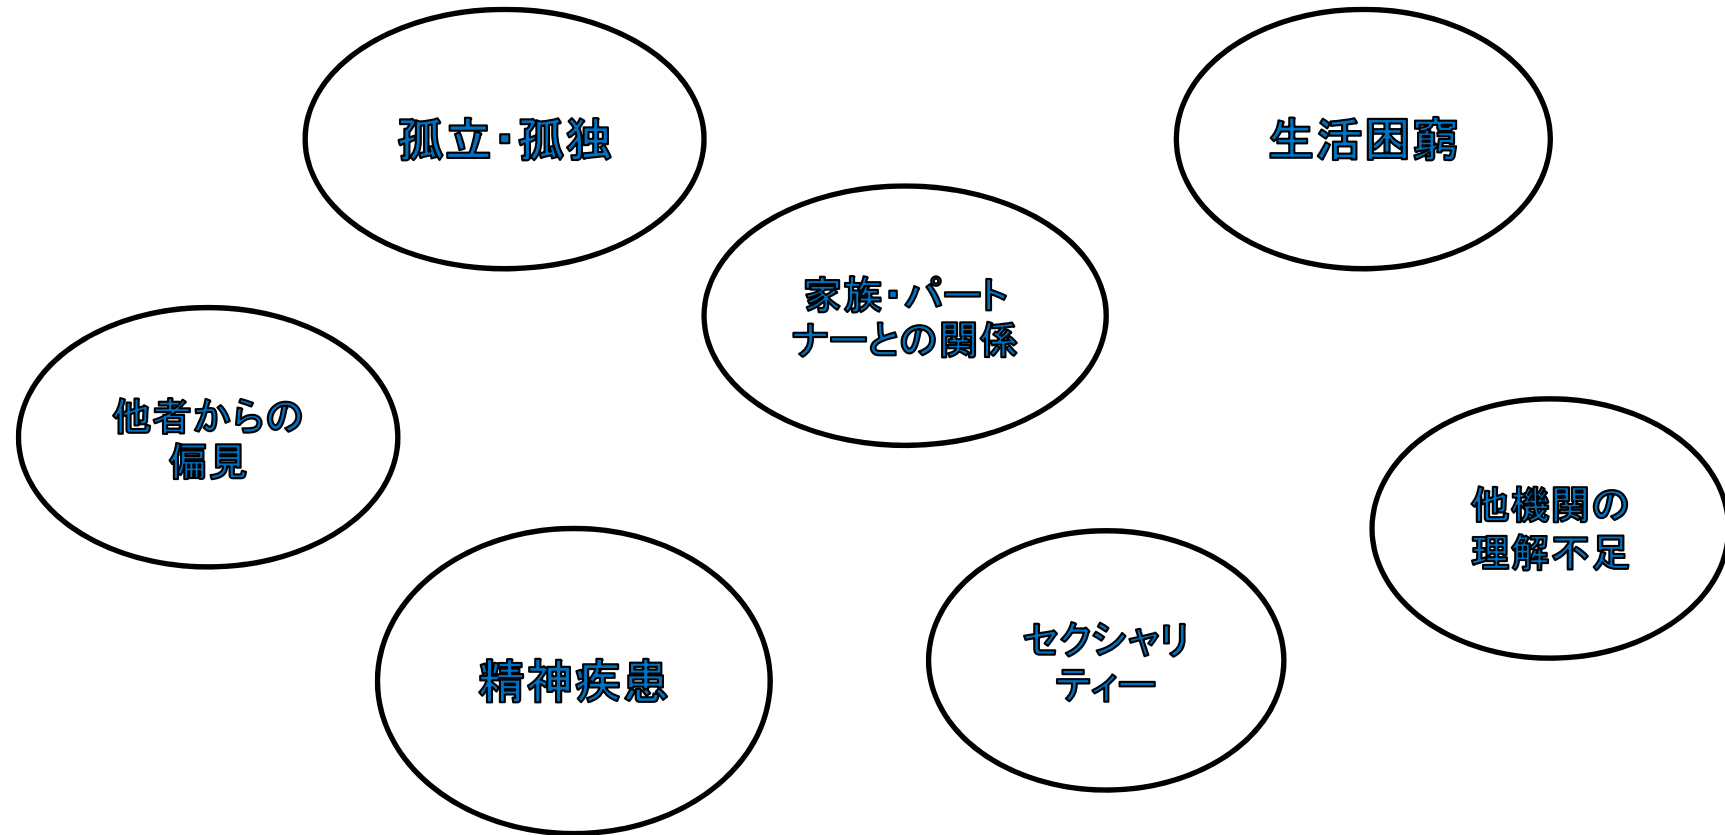 孤立・孤独
生活困窮
家族・パート
ナーとの関係
他者からの
偏見
他機関の
理解不足
精神疾患
セクシャリ
ティー